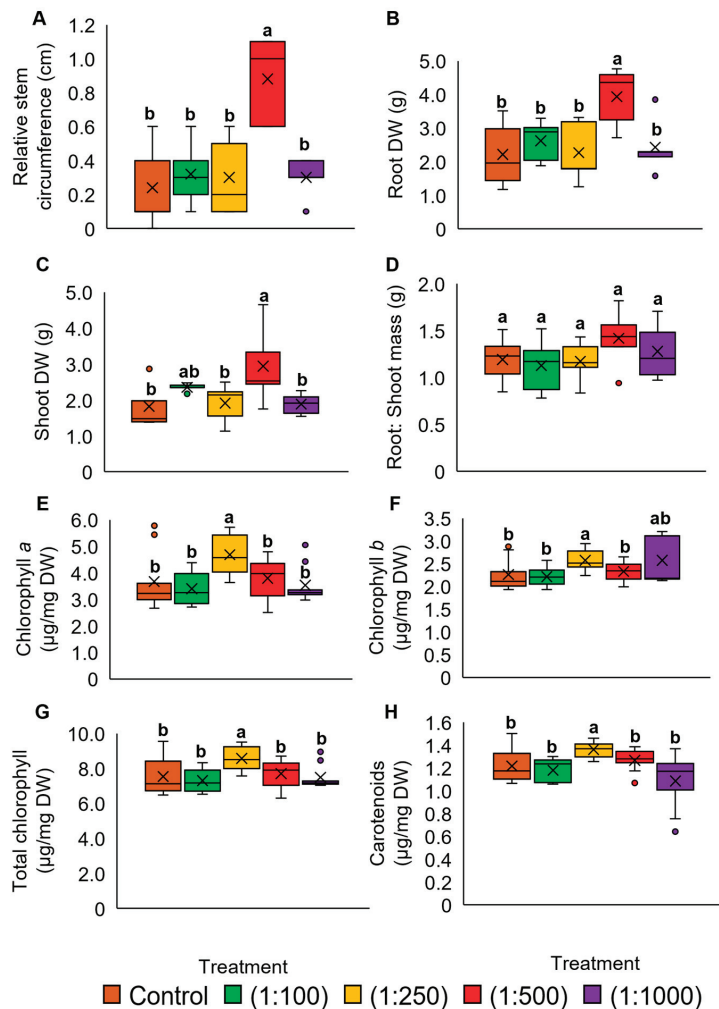 A
Relative stem
circumference (cm)
1.2
1.0
0.8
0.6
0.4
0.2
0
b
b
b
a
b
B
Root DW (g)
5.0
4.0
3.0
2.0
1.0
0
b
b
b
a
b
C
Shoot DW (g)
5.0
4.0
3.0
2.0
1.0
0
b
ab
b
a
b
D
Root: Shoot mass (g)
2.0
1.5
1.0
0.5
0
a
a
a
a
a
E
Chlorophyll a
(µg/mg DW)
6.0
5.0
4.0
3.0
2.0
1.0
0
b
b
a
b
b
F
Chlorophyll b
(µg/mg DW)
3.5
3.0
2.5
2.0
1.5
1.0
0.5
0
b
b
a
b
ab
G
Total chlorophyll
(µg/mg DW)
10.0
8.0
6.0
4.0
2.0
0
b
b
a
b
b
H
Carotenoids
(µg/mg DW)
1.6
1.4
1.2
1.0
0.8
0.6
0.4
0.2
0
b
b
a
b
b
Treatment
Treatment
Control (1:100) (1:250) (1:500) (1:1000)